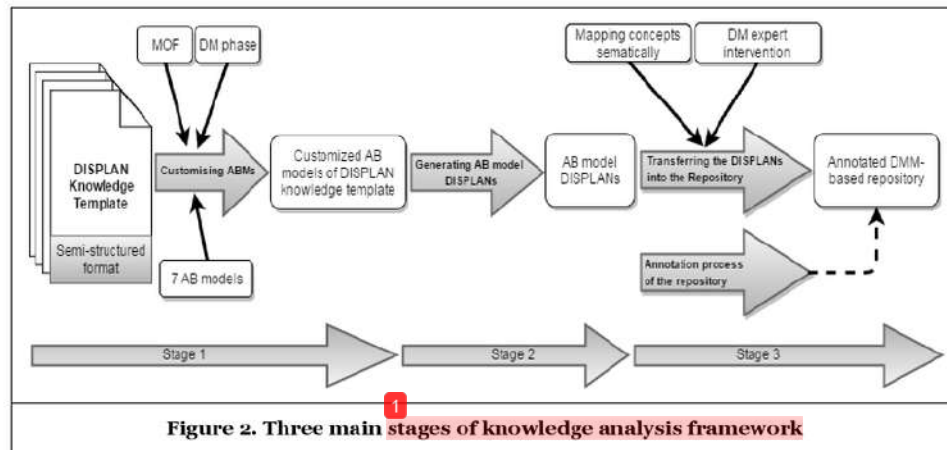 MOF
DM phase
Mapping concepts
sematically
DM expert
intervention
DISPLAN
Knowledge
Template
Semi-structured
format
Customising ABMs
Customized AB
models of DISPLAN
knowledge template
Generating AB model
DISPLANs
AB model
DISPLANs
Transferring the DISPLANs
into the Repository
Annotated DMM-
based repository
7 AB models
Annotation process
of the repository
Stage 1
Stage 2
Stage 3
1
Figure 2. Three main stages of knowledge analysis framework